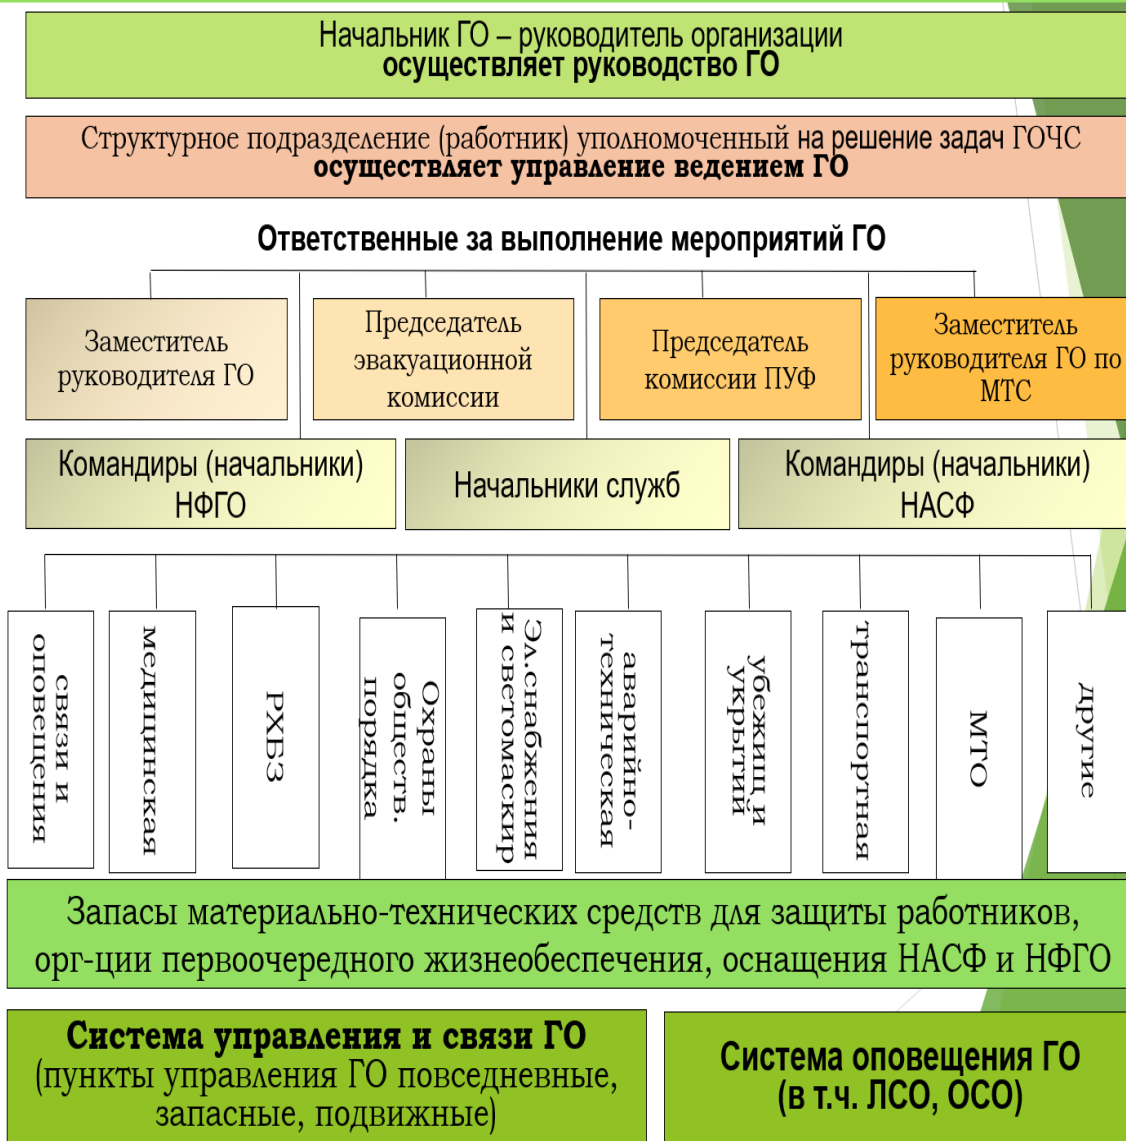 Начальник ГО – руководитель организации
осуществляет руководство ГО
Структурное подразделение (работник) уполномоченный на решение задач ГОЧС
осуществляет управление ведением ГО
Ответственные за выполнение мероприятий ГО
Заместитель
руководителя ГО
Председатель
эвакуационной
комиссии
Председатель
комиссии ПУФ
Заместитель
руководителя ГО по
МТС
Командиры (начальники)
НФГО
Начальники служб
Командиры (начальники)
НАСФ
связи и
оповещения
медицинская
РХБЗ
Охраны
обществ.
порядка
Эл.снабжения
и светомаскир
аварийно-
техническая
убежищ и
укрытий
транспортная
МТО
другие
Запасы материально-технических средств для защиты работников,
орг-ции первоочередного жизнеобеспечения, оснащения НАСФ и НФГО
Система управления и связи ГО
(пункты управления ГО повседневные,
запасные, подвижные)
Система оповещения ГО
(в т.ч. ЛСО, ОСО)